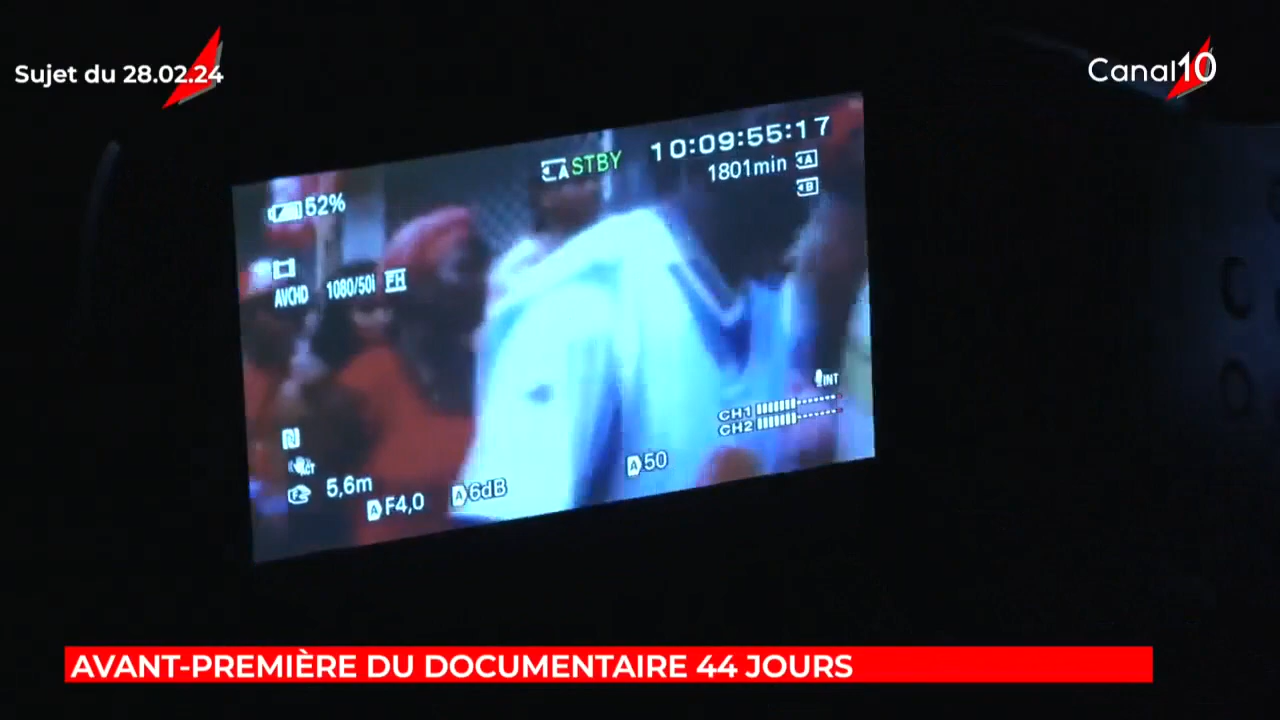 Sujet du 28.02.24
Canal10
52%
STBY
10:09:55:17
1801min A
B
AVCHD 1080/50i FH
INT
CH1
CH2
5,6m
A F4,0
A 6dB
A 50
AVANT-PREMIÈRE DU DOCUMENTAIRE 44 JOURS